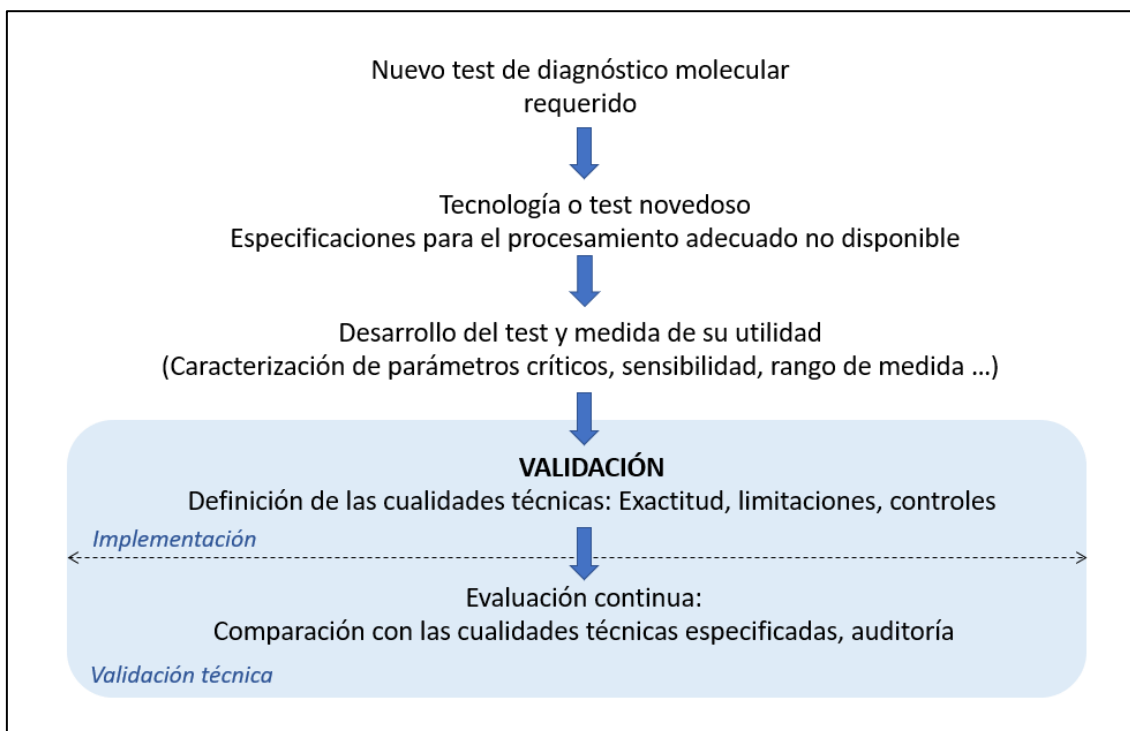 Nuevo test de diagnóstico molecular
requerido
Tecnología o test novedoso
Especificaciones para el procesamiento adecuado no disponible
Desarrollo del test y medida de su utilidad
(Caracterización de parámetros críticos, sensibilidad, rango de medida ...)
VALIDACIÓN
Definición de las cualidades técnicas: Exactitud, limitaciones, controles
Implementación
Evaluación continua:
Comparación con las cualidades técnicas especificadas, auditoría
Validación técnica